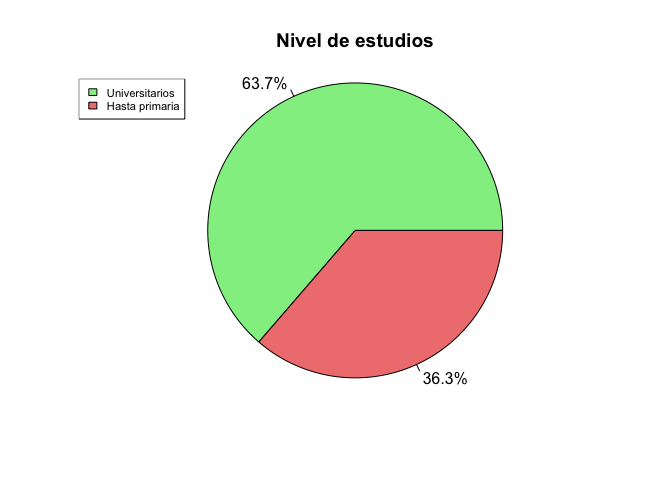 Nivel de estudios
Universitarios
Hasta primaria
63.7%
36.3%